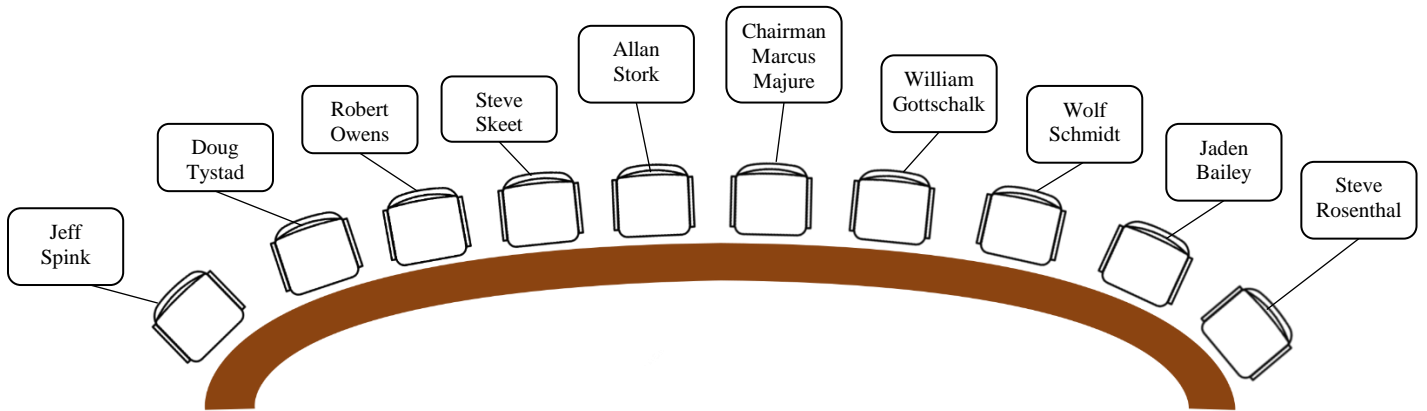 Jeff
Spink
Doug
Tystad
Robert
Owens
Steve
Skeet
Allan
Stork
Chairman
Marcus
Majure
William
Gottschalk
Wolf
Schmidt
Jaden
Bailey
Steve
Rosenthal